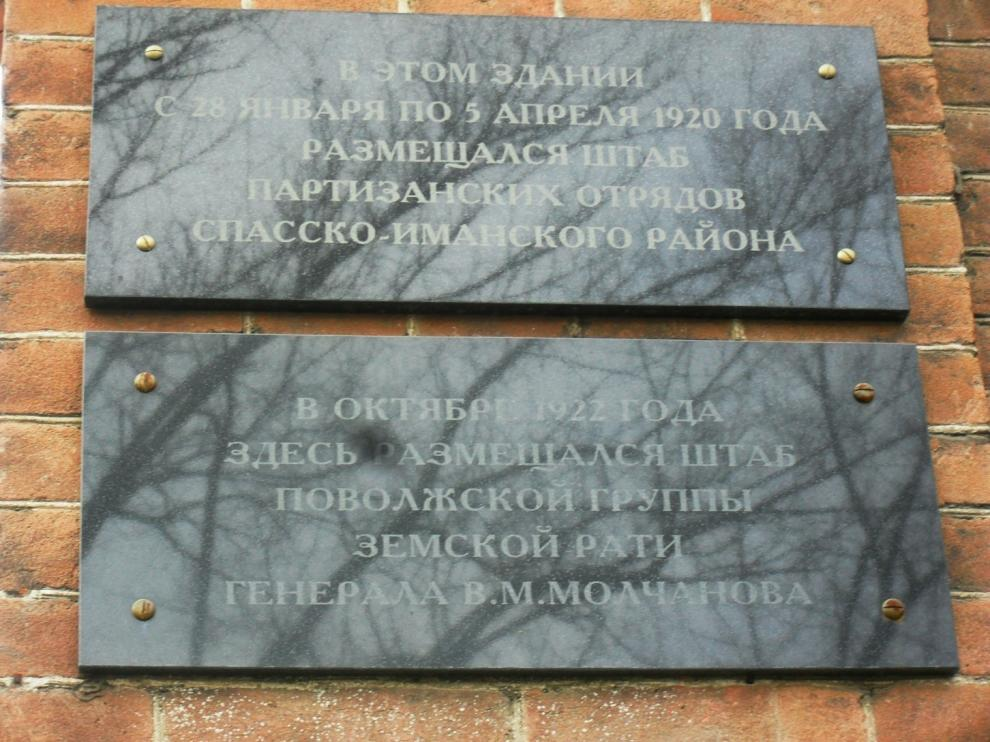 В ЭТОМ ЗДАНИИ
С 28 ЯНВАРЯ ПО 5 АПРЕЛЯ 1920 ГОДА
РАЗМЕЩАЛСЯ ШТАБ
ПАРТИЗАНСКИХ ОТРЯДОВ
СПАССКО-ИМАНСКОГО РАЙОНА
В ОКТЯБРЕ 1922 ГОДА
ЗДЕСЬ РАЗМЕЩАЛСЯ ШТАБ
ПОВОЛЖСКОЙ ГРУППЫ
ЗЕМСКОЙ РАТИ
ГЕНЕРАЛА В.М.МОЛЧАНОВА